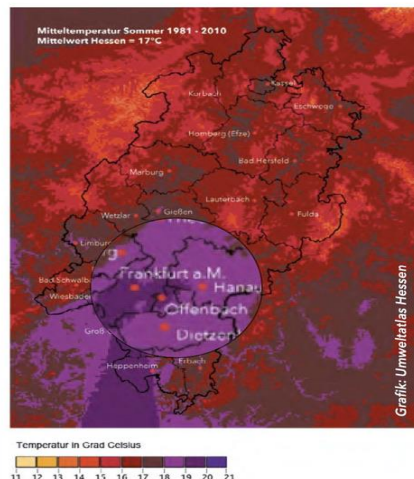 Mitteltemperatur Sommer 1981 - 2010
Mittelwert Hessen = 17°C
Kassel
Korbach
Eschwege
Homberg (Efze)
Bad Hersfeld
Marburg
Lauterbach
Fulda
Wetzlar
Gießen
Limburg
Frankfurt a.M.
Hanau
Bad Schwalb
Offenbach
Wiesbaden
Dietzen
Groß
Heppenheim
Erbach
Grafik: Umweltatlas Hessen
Temperatur in Grad Celsius
11 12 13 14 15 16 17 18 19 20 21